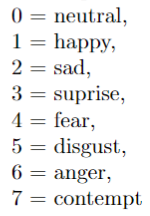 0 = neutral,
1 = happy,
2 = sad,
3 = suprise,
4 = fear,
5 = disgust,
6 = anger,
7 = contempt